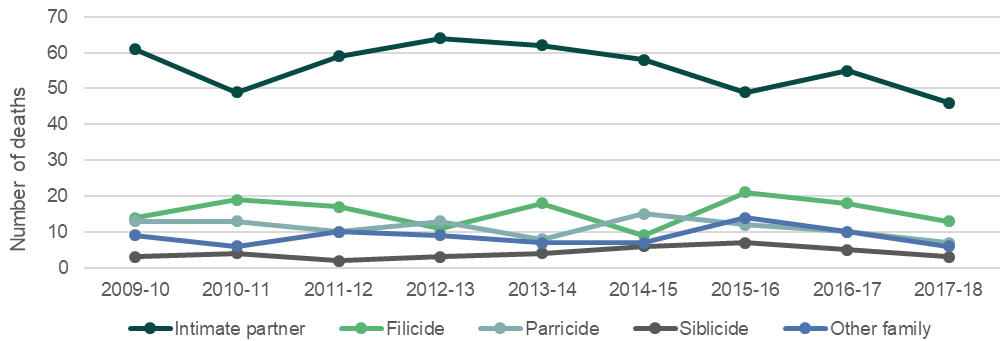 70
60
50
40
30
20
10
0
Number of deaths
2009-10 2010-11 2011-12 2012-13 2013-14 2014-15 2015-16 2016-17 2017-18
Intimate partner Filicide Parricide Siblicide Other family